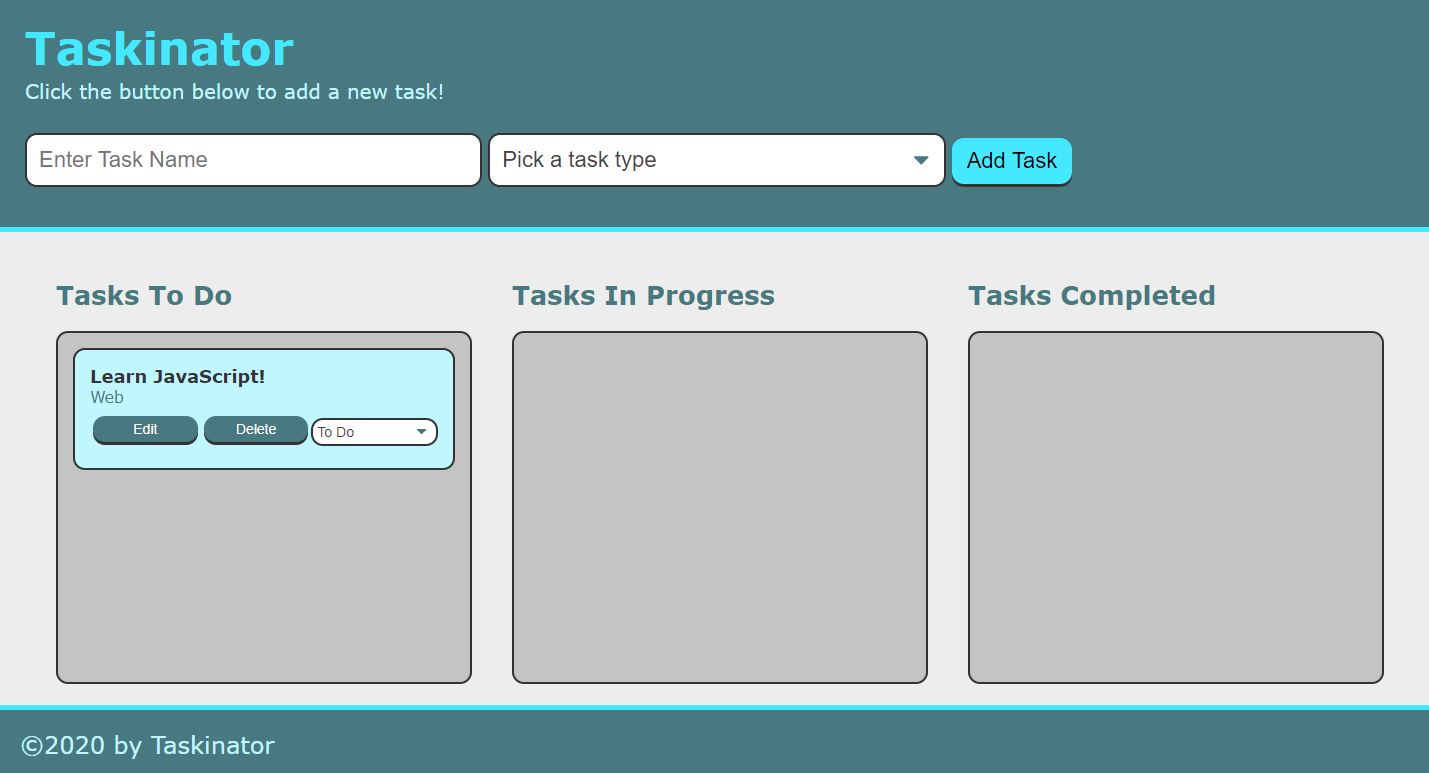 Taskinator
Click the button below to add a new task!
Enter Task Name
Pick a task type
Add Task
Tasks To Do
Tasks In Progress
Tasks Completed
Learn JavaScript!
Web
Edit
Delete
To Do
©2020 by Taskinator